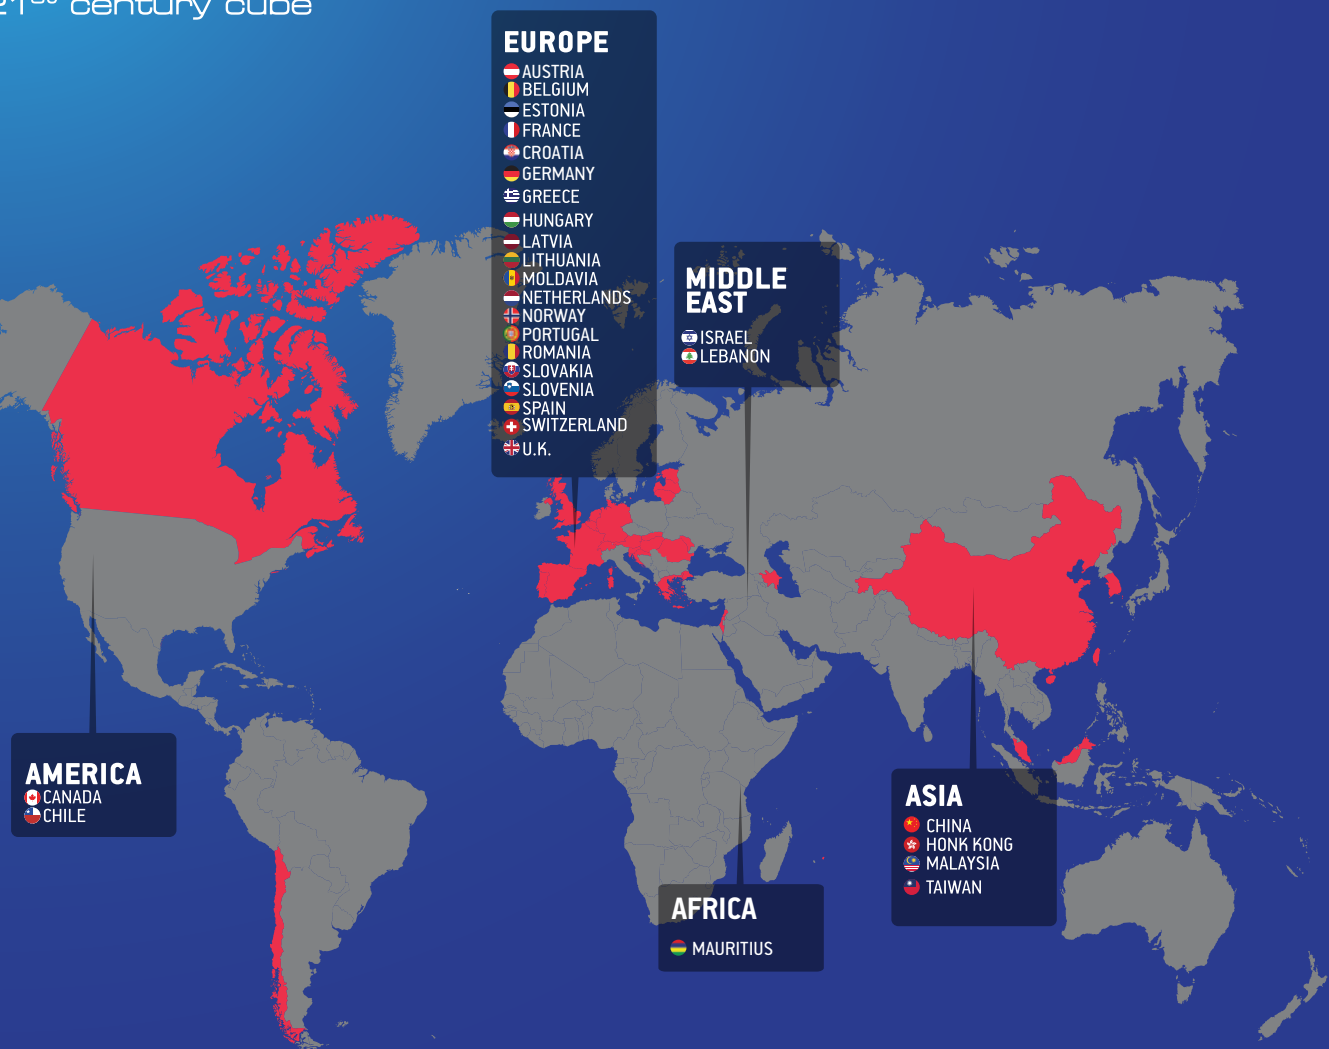 21st century cube
EUROPE
AUSTRIA
BELGIUM
ESTONIA
FRANCE
CROATIA
GERMANY
GREECE
HUNGARY
LATVIA
LITHUANIA
MOLDAVIA
NETHERLANDS
NORWAY
PORTUGAL
ROMANIA
SLOVAKIA
SLOVENIA
SPAIN
SWITZERLAND
U.K.
MIDDLE
EAST
ISRAEL
LEBANON
AMERICA
CANADA
CHILE
ASIA
CHINA
HONK KONG
MALAYSIA
TAIWAN
AFRICA
MAURITIUS